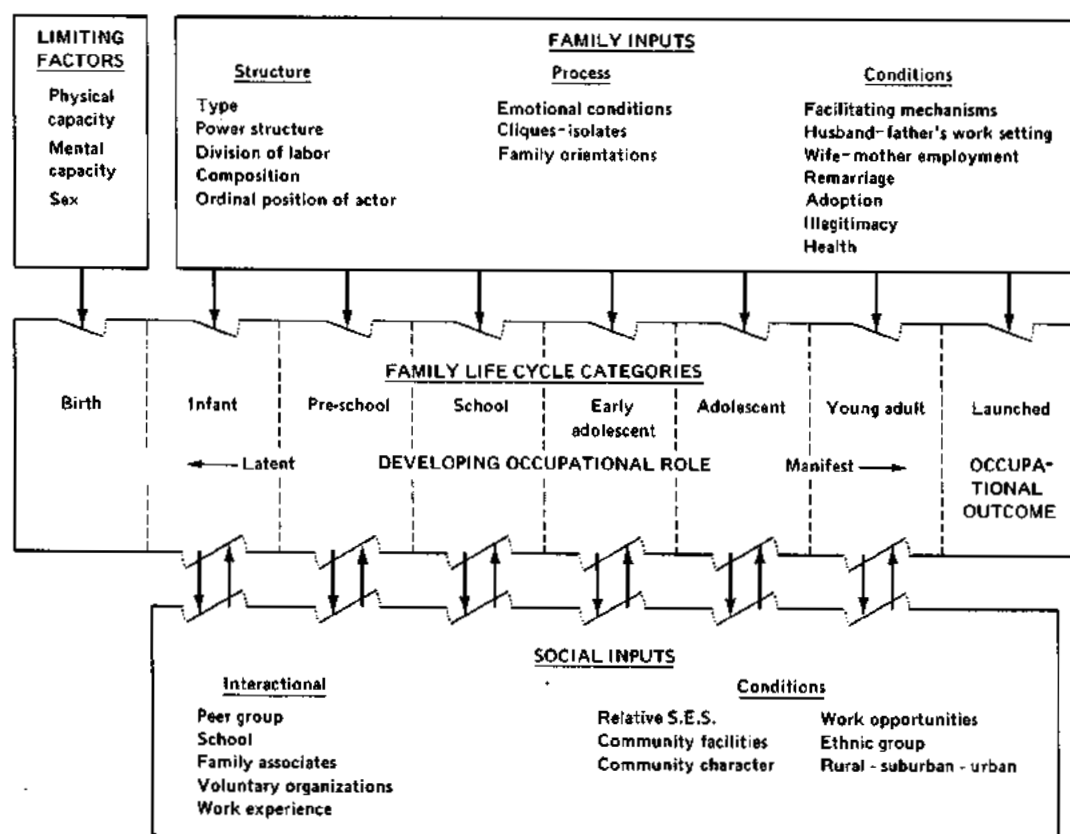 LIMITING
FACTORS
Physical
capacity
Mental
capacity
Sex
FAMILY INPUTS
Structure
Type
Power structure
Division of labor
Composition
Ordinal position of actor
Process
Emotional conditions
Cliques-isolates
Family orientations
Conditions
Facilitating mechanisms
Husband-father's work setting
Wife-mother employment
Remarriage
Adoption
Illegitimacy
Health
FAMILY LIFE CYCLE CATEGORIES
Birth
Infant
Pre-school
School
Early
adolescent
Adolescent
Young adult
Launched
Latent
DEVELOPING OCCUPATIONAL ROLE
Manifest
OCCUPA-
TIONAL
OUTCOME
SOCIAL INPUTS
Interactional
Peer group
School
Family associates
Voluntary organizations
Work experience
Conditions
Relative S.E.S.
Community facilities
Community character
Work opportunities
Ethnic group
Rural - suburban - urban